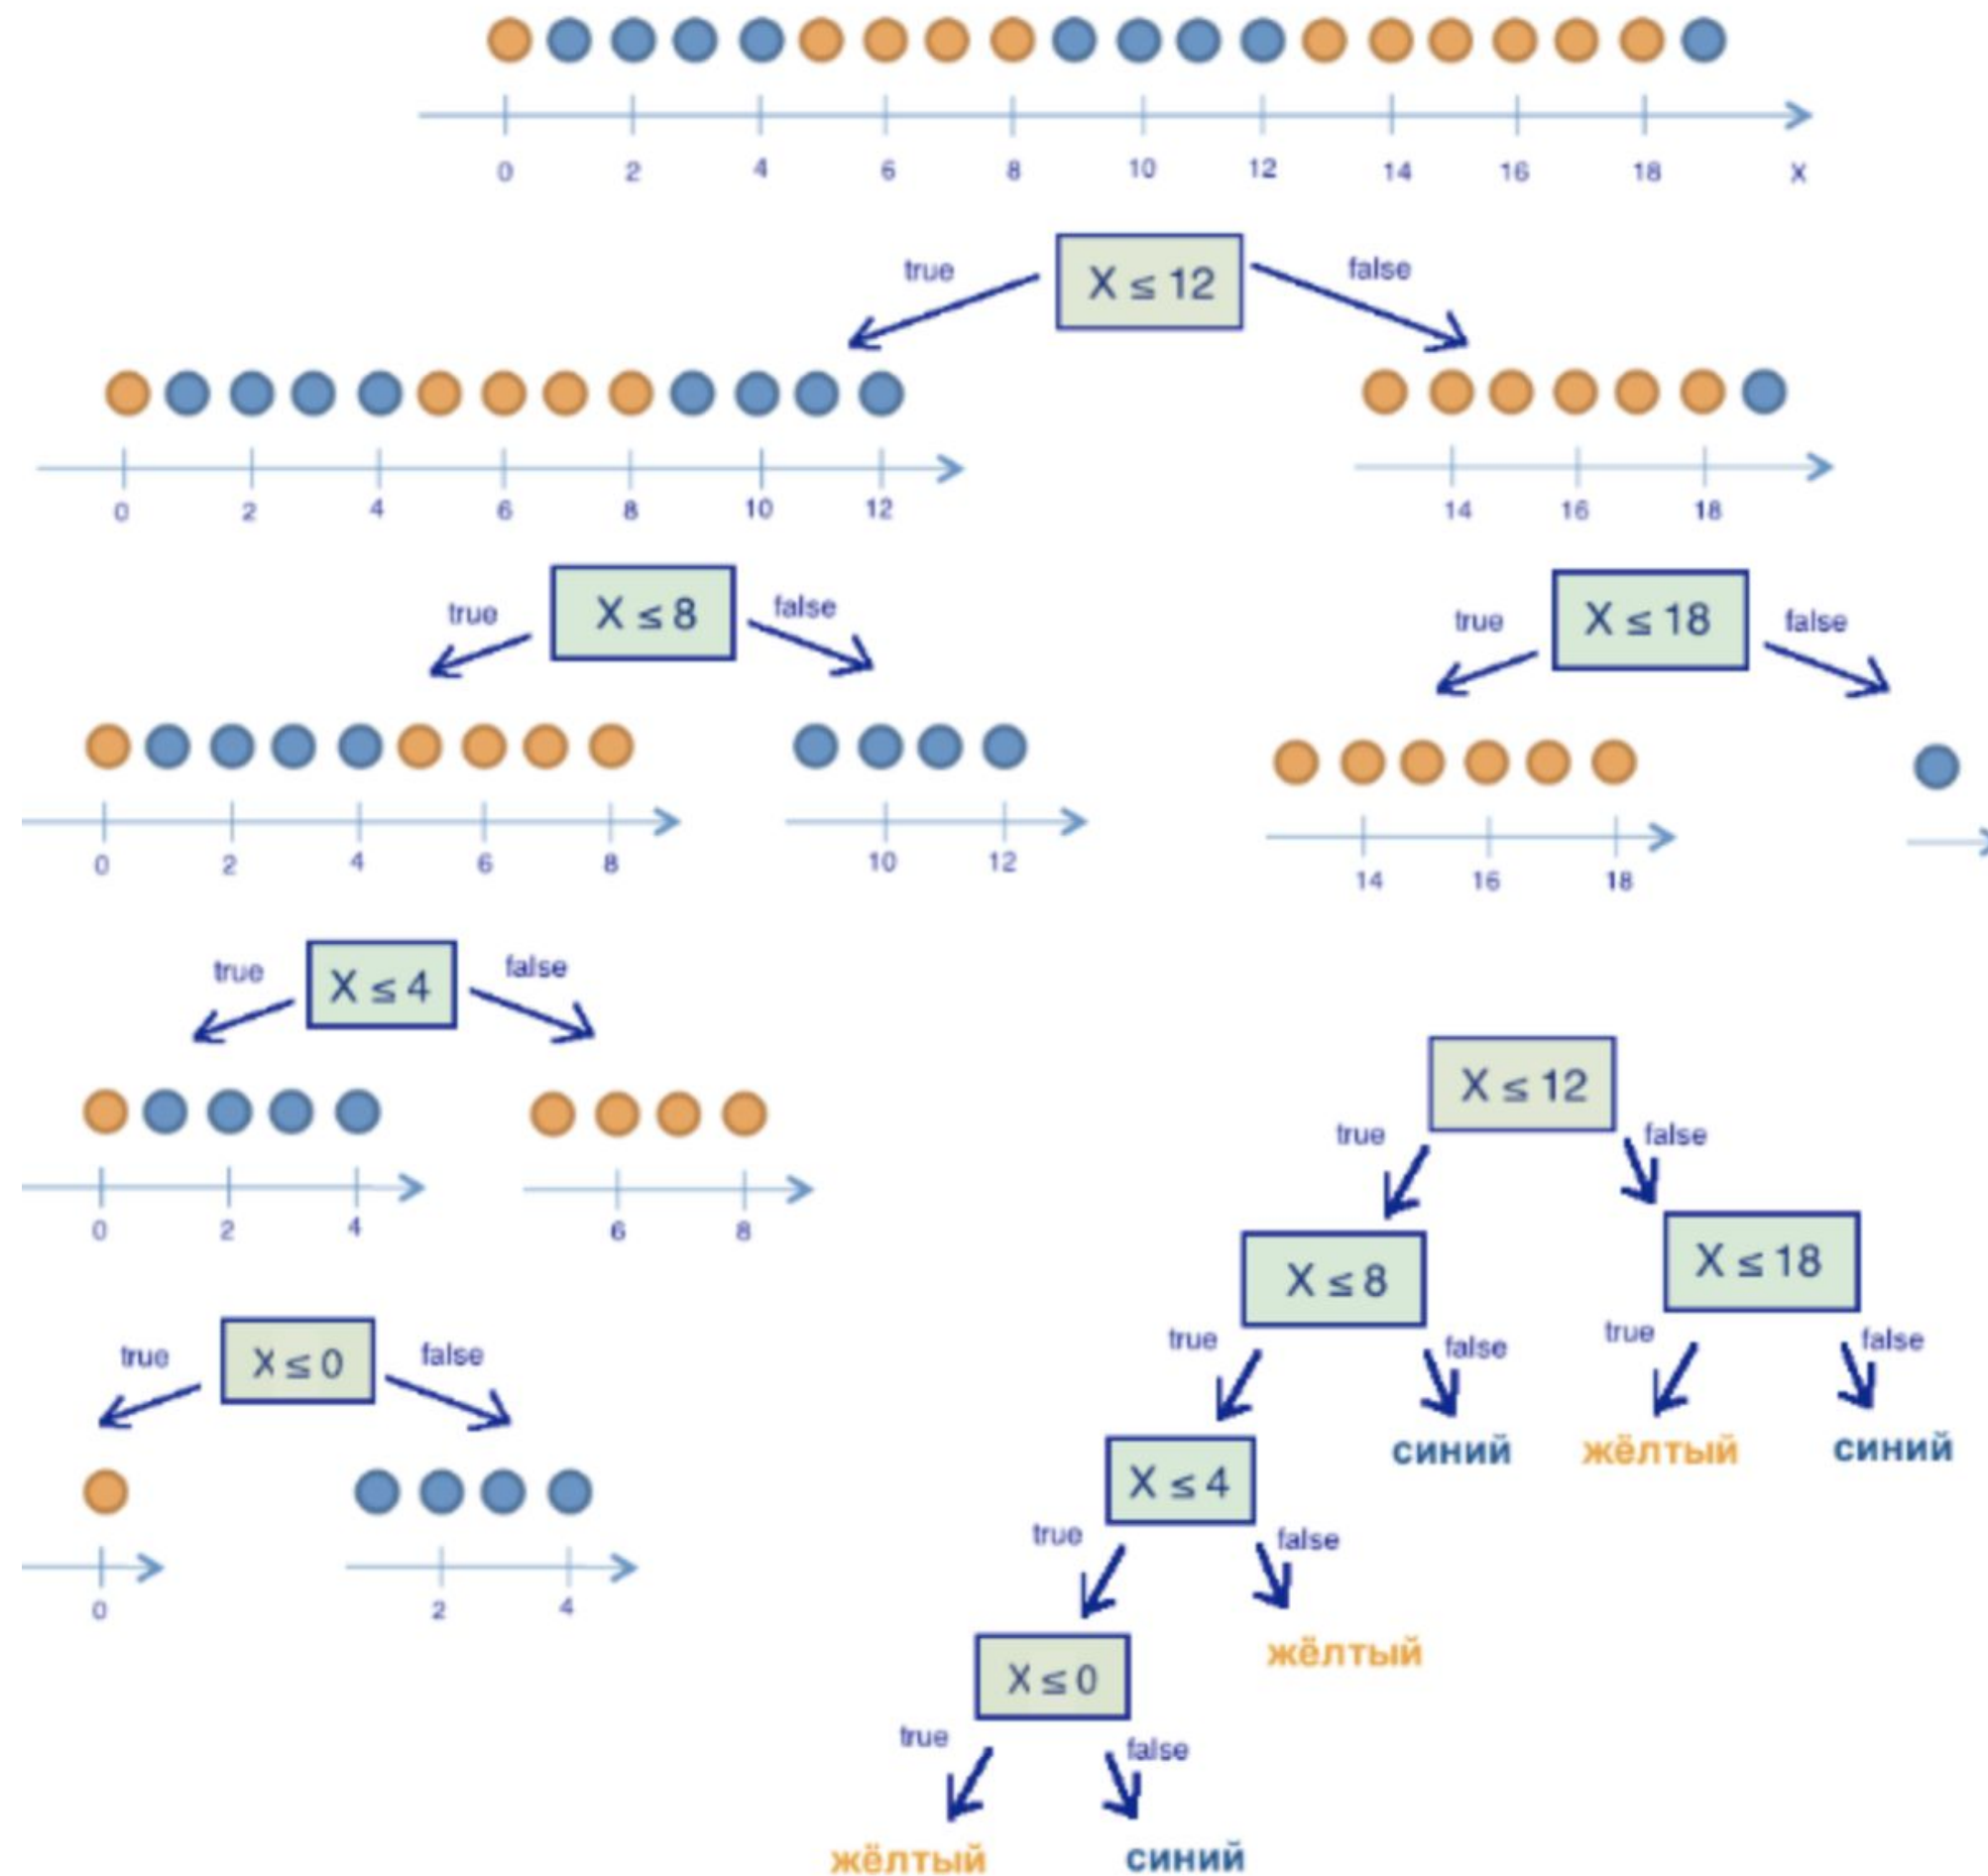 0 2 4 6 8 10 12 14 16 18 X
true X ≤ 12 false
0 2 4 6 8 10 12
14 16 18
true X ≤ 8 false
true X ≤ 18 false
0 2 4 6 8
10 12
14 16 18
true X ≤ 4 false
0 2 4
6 8
true X ≤ 0 false
0
2 4
X ≤ 12
true false
X ≤ 8
X ≤ 18
true false
true false
X ≤ 4
синий
жёлтый
синий
true false
X ≤ 0
жёлтый
true false
жёлтый
синий